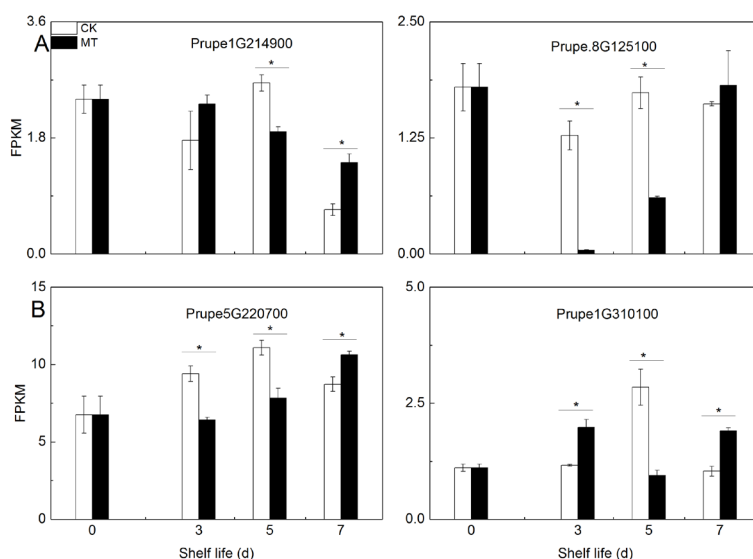 A
CK
MT
Prupe1G214900
Prupe.8G125100
FPKM
3.6
1.8
0.0
2.50
1.25
0.00
*
*
*
*
B
Prupe5G220700
Prupe1G310100
FPKM
15
10
5
0
5.0
2.5
0.0
*
*
*
*
*
*
0 3 5 7
0 3 5 7
Shelf life (d)
Shelf life (d)